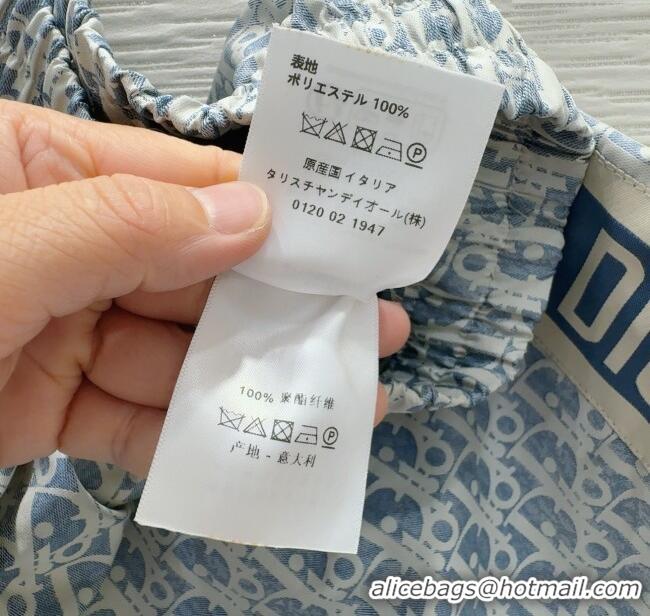 表地
ポリエステル 100%
P
原産国 イタリア
タリスチャンディオール(株)
0120 02 1947
100% 聚酯纤维
P
产地 - 意大利
alicebags@hotmail.com